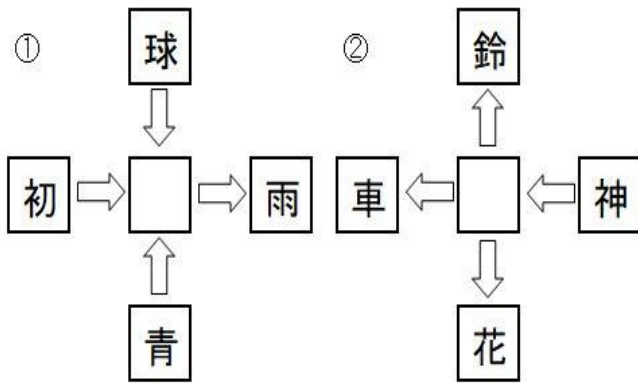 ① 球 ② 鈴
初 雨 車 神
青 花